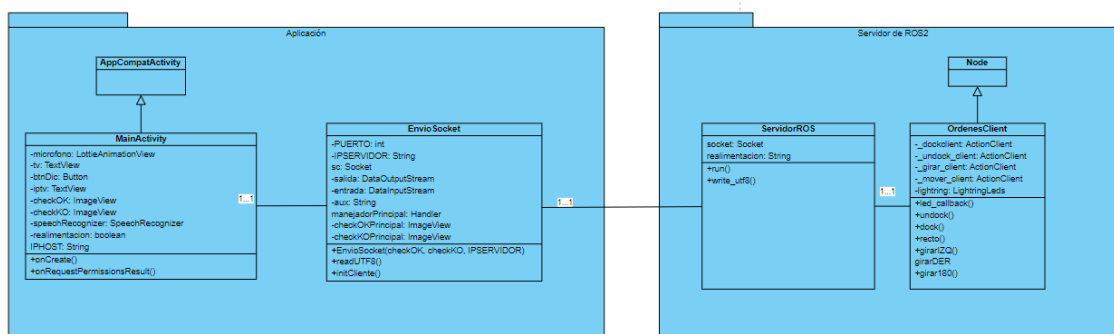 Aplicación
AppCompatActivity
MainActivity
-microfono: LottieAnimationView
-tv: TextView
-btnDic: Button
-iptv: TextView
-checkOK: ImageView
-checkKO: ImageView
-speechRecognizer: SpeechRecognizer
-realimentacion: boolean
IPHOST: String
+onCreate()
+onRequestPermissionsResult()
1...1
EnvioSocket
-PUERTO: int
-IPSERVIDOR: String
sc: Socket
-salida: DataOutputStream
-entrada: DataInputStream
-aux: String
manejadorPrincipal: Handler
-checkOKPrincipal: ImageView
-checkKOPrincipal: ImageView
+EnvioSocket(checkOK, checkKO, IPSERVIDOR)
+readUTF8()
+initCliente()
1...1
Servidor de ROS2
Node
ServidorROS
socket: Socket
realimentacion: String
+run()
+write_utf8()
1...1
OrdenesClient
-_dockclient: ActionClient
-_undock_client: ActionClient
-_girar_client: ActionClient
-_mover_client: ActionClient
-lightring: LightringLeds
+led_callback()
+undock()
+dock()
+recto()
+girarIZQ()
girarDER
+girar180()